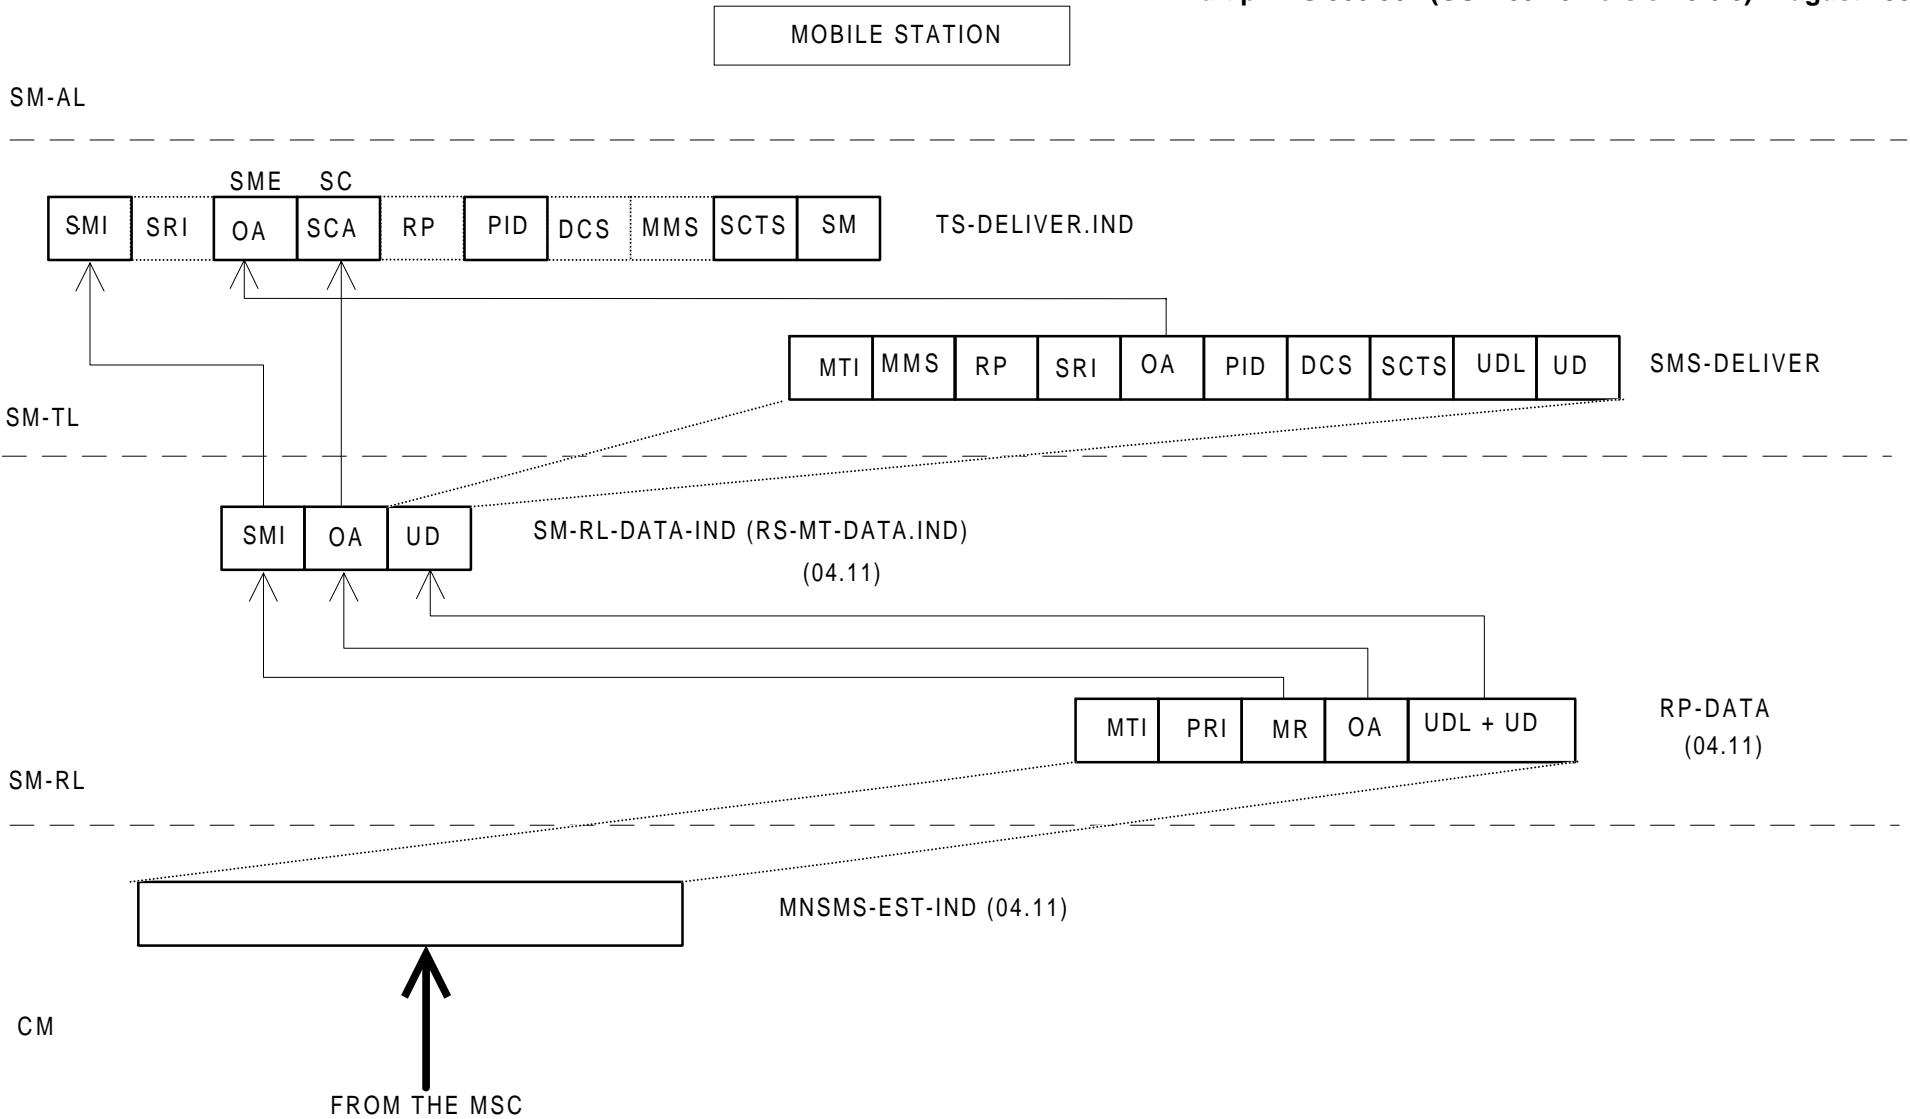 MOBILE STATION
SM-AL
SME SC
SMI SRI OA SCA RP PID DCS MMS SCTS SM TS-DELIVER.IND
MTI MMS RP SRI OA PID DCS SCTS UDL UD SMS-DELIVER
SM-TL
SMI OA UD SM-RL-DATA-IND (RS-MT-DATA.IND)
(04.11)
MTI PRI MR OA UDL + UD RP-DATA
(04.11)
SM-RL
MNSMS-EST-IND (04.11)
CM
FROM THE MSC